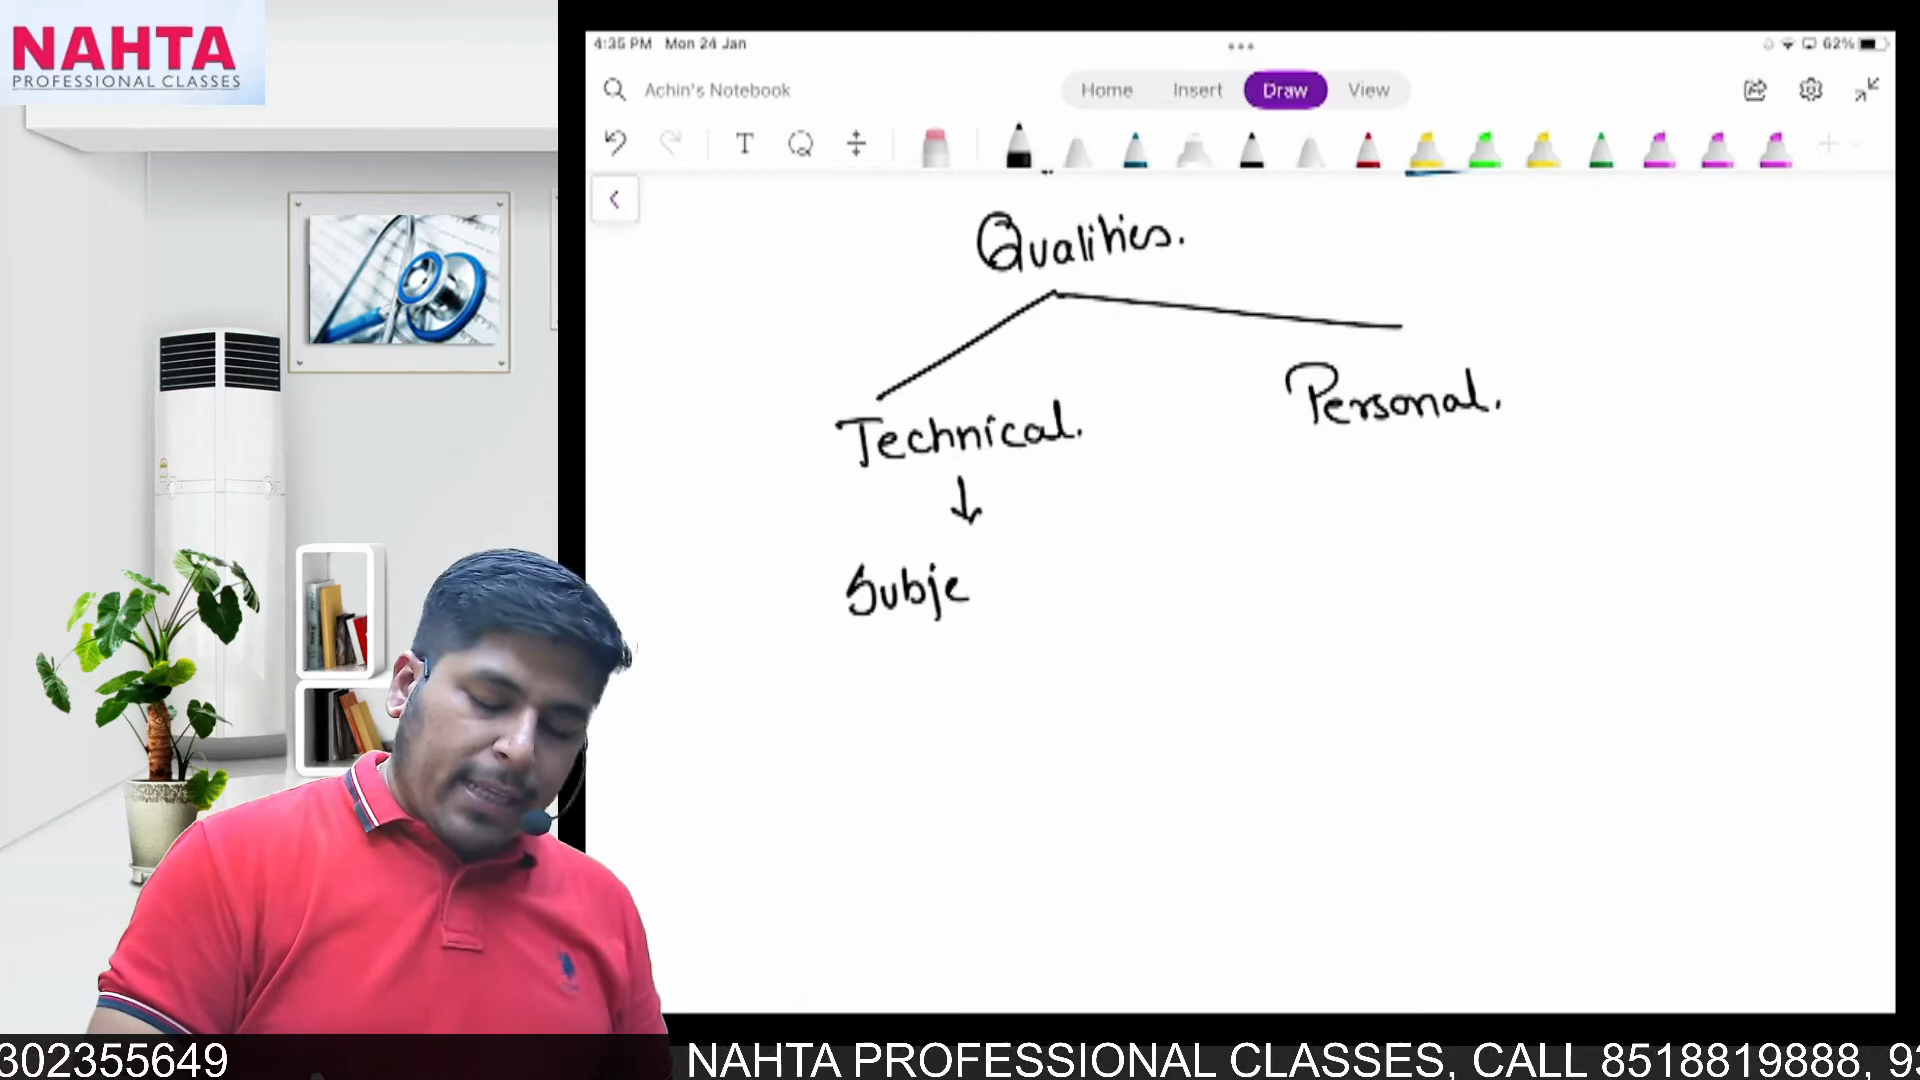 NAHTA
PROFESSIONAL CLASSES
4:35 PM Mon 24 Jan
62%
Achin's Notebook
Home Insert Draw View
T
Qualities.
Technical.
Personal.
Subje
302355649 NAHTA PROFESSIONAL CLASSES, CALL 8518819888, 93